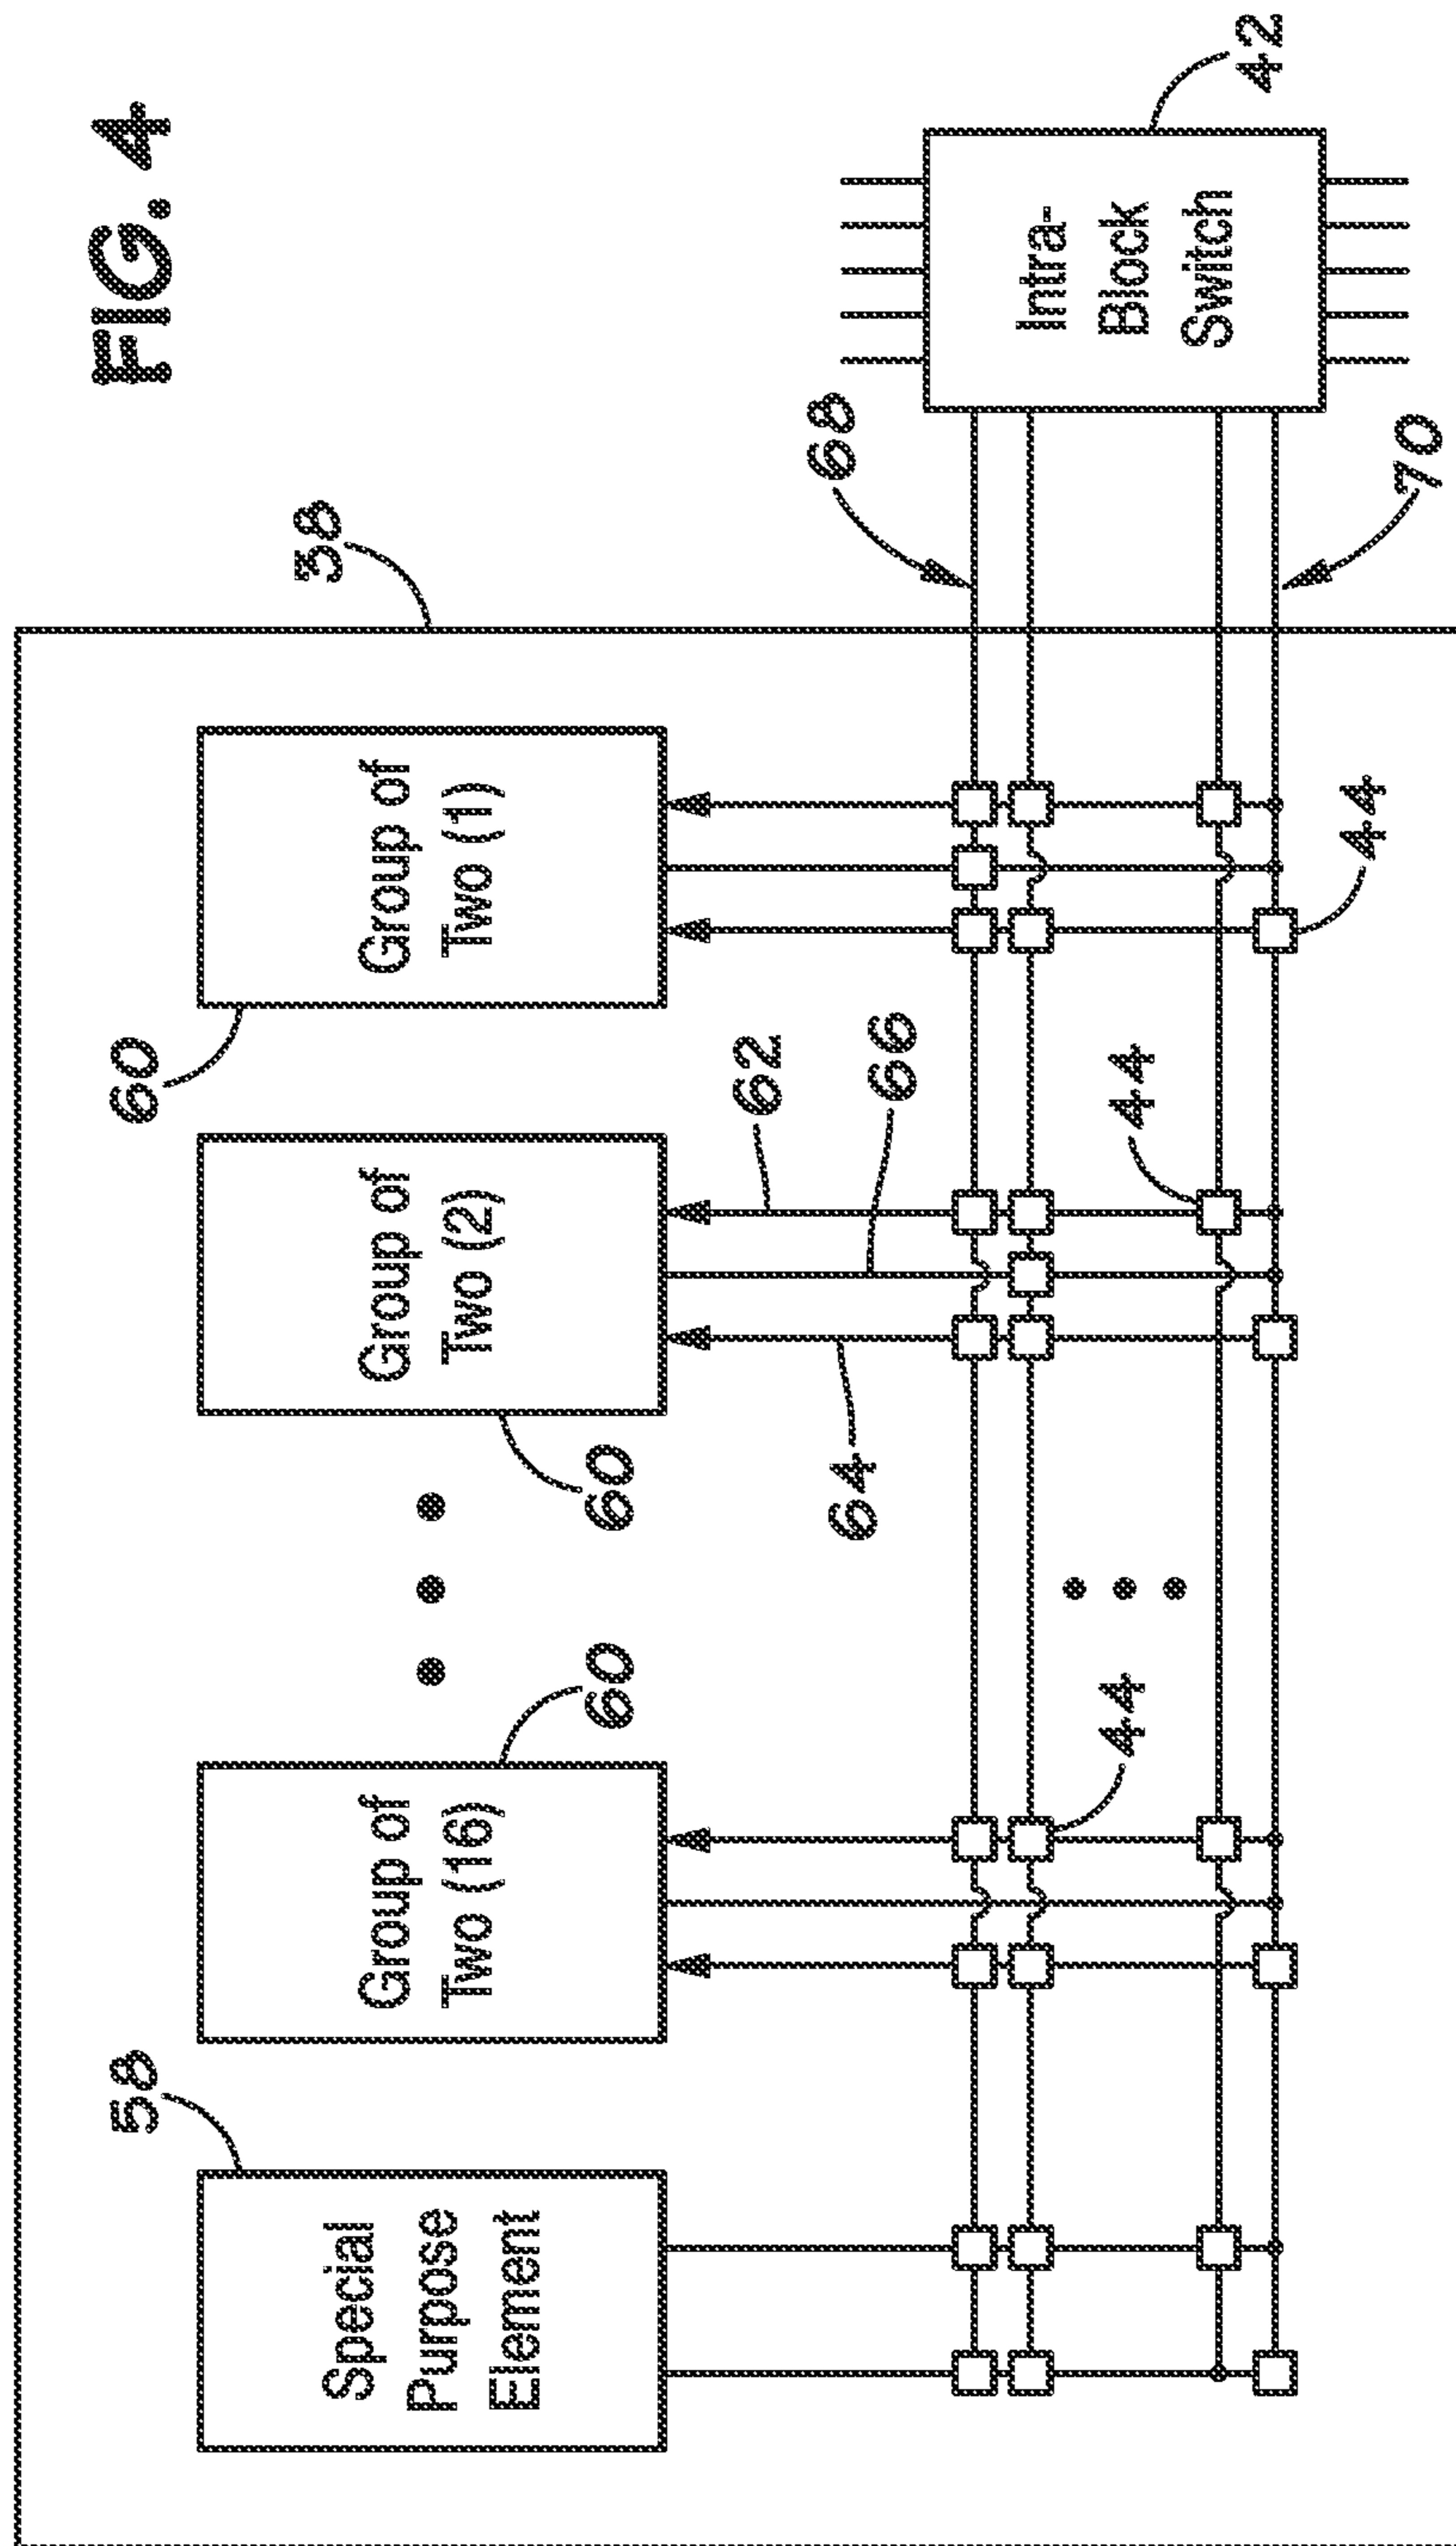 FIG. 4
38
58
Special
Purpose
Element
60
Group of
Two (16)
60
Group of
Two (2)
60
Group of
Two (1)
64
62
66
68
44
44
44
70
Intra-
Block
Switch
42